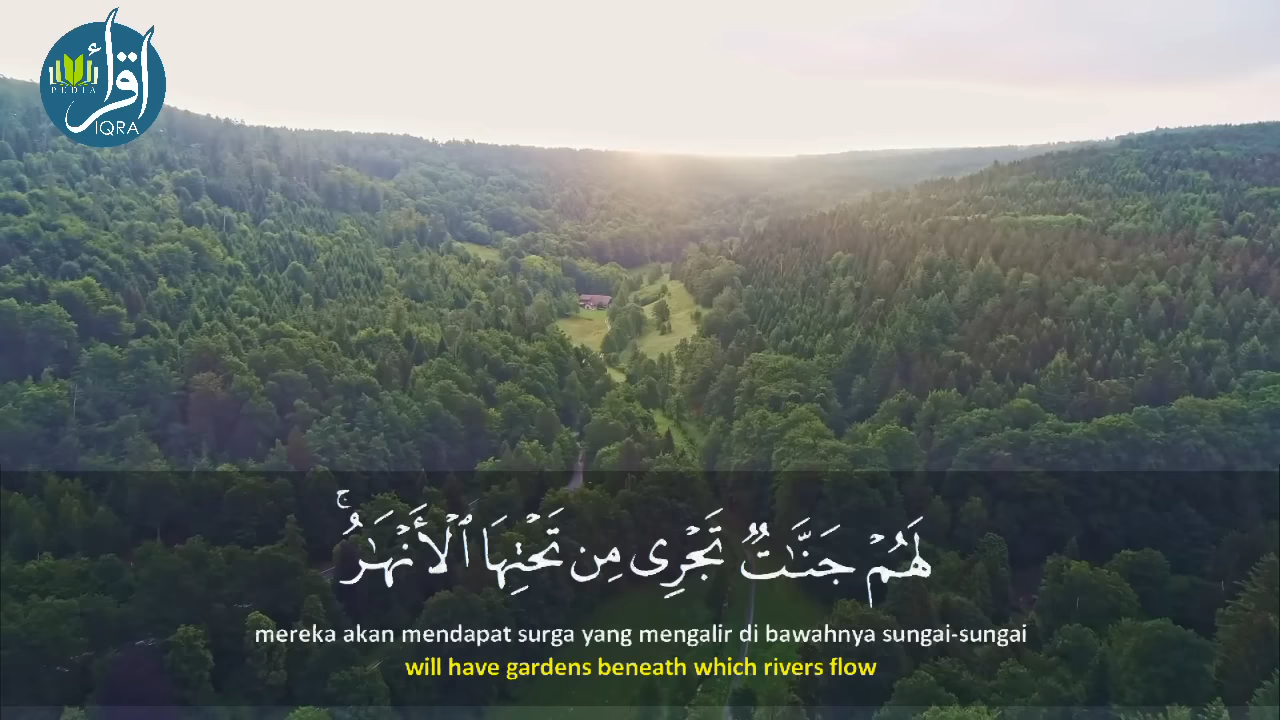 اقرأ
PEDIA
IQRA
لَهُمْ جَنَّـٰتٌ تَجْرِى مِن تَحْتِهَا ٱلْأَنْهَـٰرُ ۚ
mereka akan mendapat surga yang mengalir di bawahnya sungai-sungai
will have gardens beneath which rivers flow